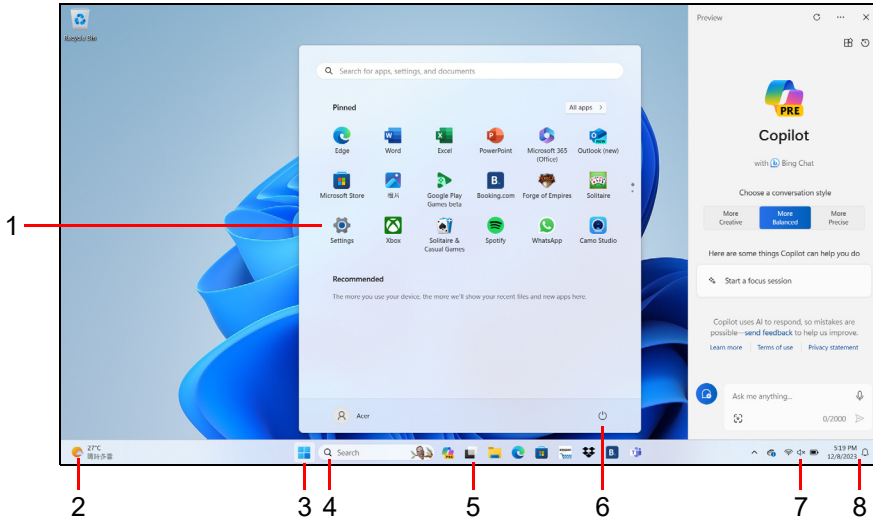 Recycle Bin
Search for apps, settings, and documents
Pinned
All apps
Edge
Word
Excel
PowerPoint
Microsoft 365
(Office)
Outlook (new)
Microsoft Store
相片
Google Play
Games beta
Booking.com
Forge of Empires
Solitaire
Settings
Xbox
Solitaire &
Casual Games
Spotify
WhatsApp
Camo Studio
Recommended
The more you use your device, the more we'll show your recent files and new apps here.
Acer
Preview
PRE
Copilot
with Bing Chat
Choose a conversation style
More
Creative
More
Balanced
More
Precise
Here are some things Copilot can help you do
Start a focus session
Copilot uses AI to respond, so mistakes are
possible—send feedback to help us improve.
Learn more
Terms of use
Privacy statement
Ask me anything...
0/2000
27°C
晴時多雲
Search
5:19 PM
12/8/2023
1
2
3
4
5
6
7
8